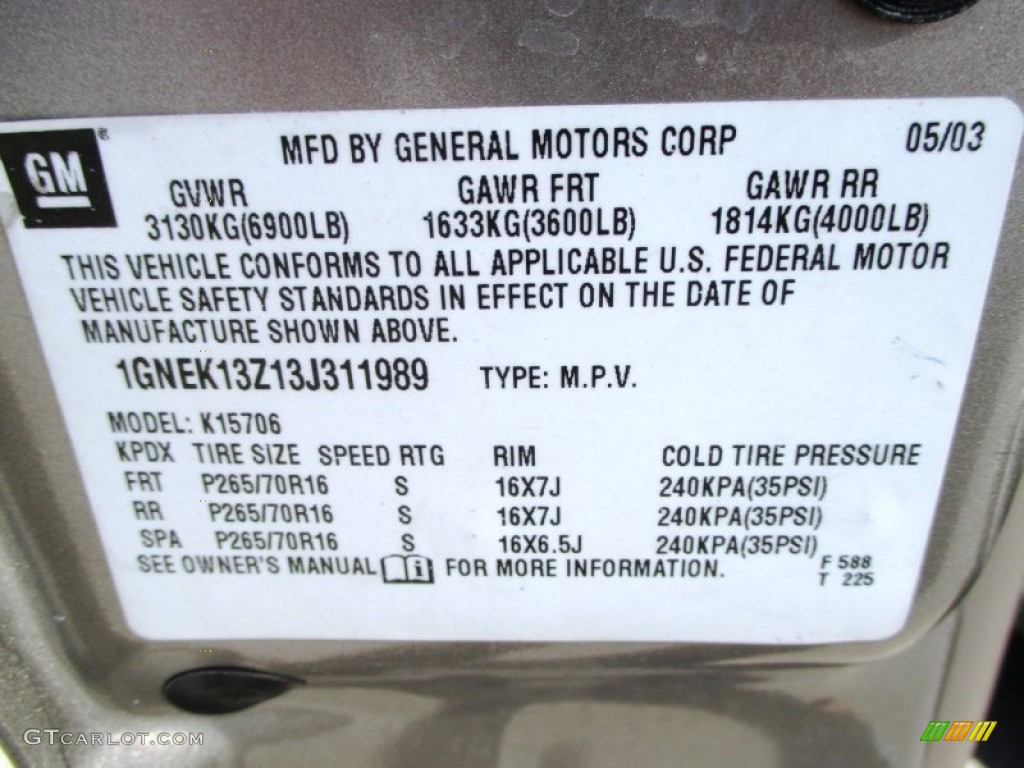 GM ®
MFD BY GENERAL MOTORS CORP 05/03
GVWR GAWR FRT GAWR RR
3130KG(6900LB) 1633KG(3600LB) 1814KG(4000LB)
THIS VEHICLE CONFORMS TO ALL APPLICABLE U.S. FEDERAL MOTOR
VEHICLE SAFETY STANDARDS IN EFFECT ON THE DATE OF
MANUFACTURE SHOWN ABOVE.
1GNEK13Z13J311989 TYPE: M.P.V.
MODEL: K15706
KPDX TIRE SIZE SPEED RTG RIM COLD TIRE PRESSURE
FRT P265/70R16 S 16X7J 240KPA(35PSI)
RR P265/70R16 S 16X7J 240KPA(35PSI)
SPA P265/70R16 S 16X6.5J 240KPA(35PSI)
SEE OWNER'S MANUAL i FOR MORE INFORMATION.
F 588
T 225
GTCARLOT.COM